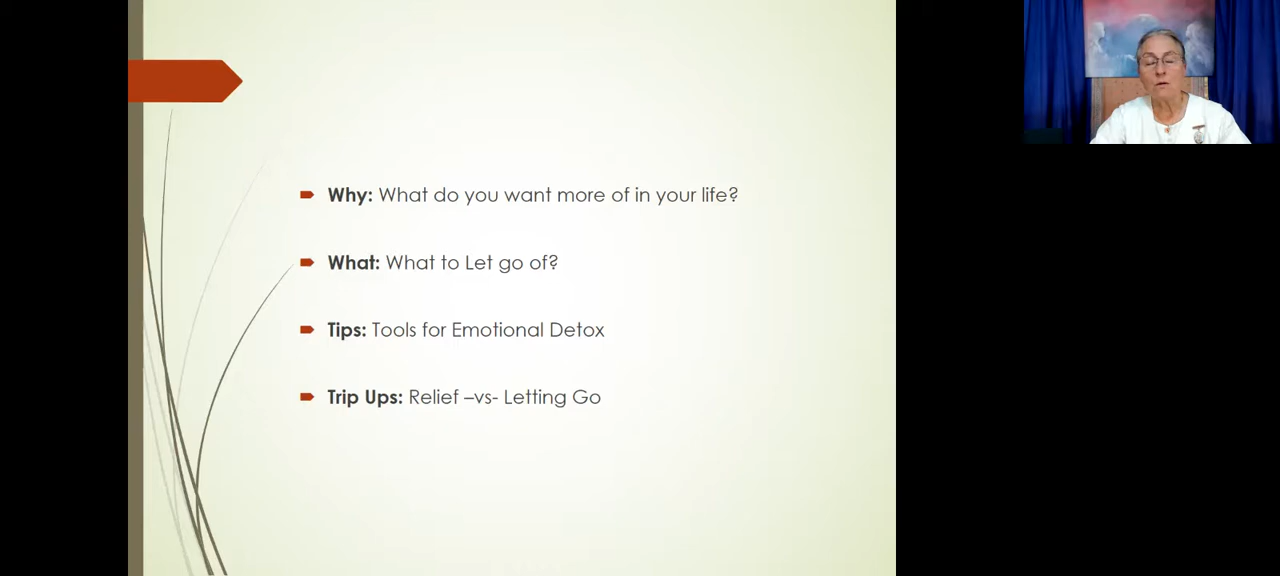 Why: What do you want more of in your life?
What: What to Let go of?
Tips: Tools for Emotional Detox
Trip Ups: Relief –vs- Letting Go